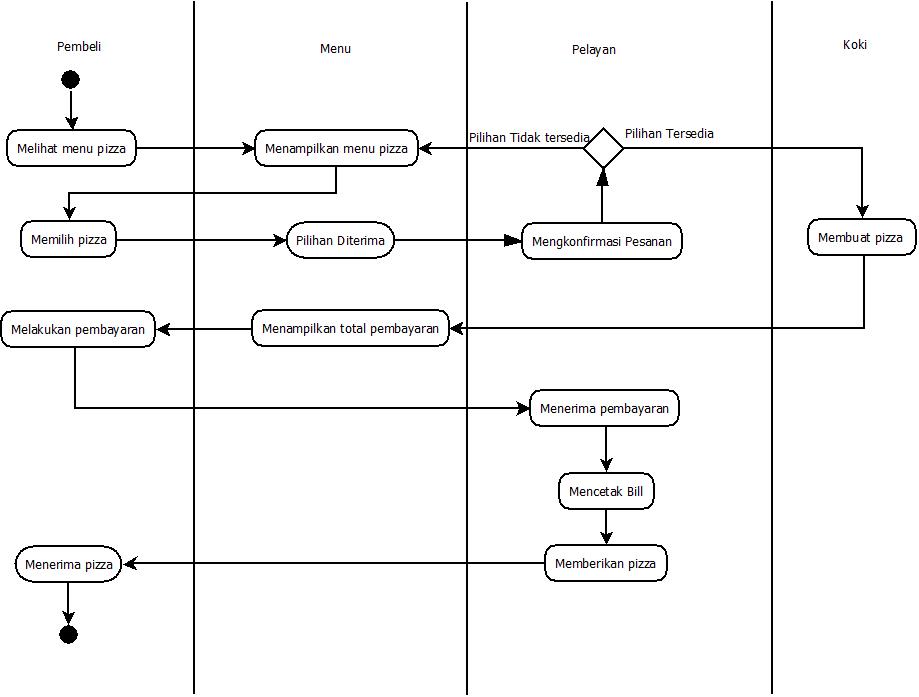 Pembeli
Menu
Pelayan
Koki
Pilihan Tidak tersedia
Pilihan Tersedia
Melihat menu pizza
Menampilkan menu pizza
Memilih pizza
Pilihan Diterima
Mengkonfirmasi Pesanan
Membuat pizza
Melakukan pembayaran
Menampilkan total pembayaran
Menerima pembayaran
Mencetak Bill
Menerima pizza
Memberikan pizza